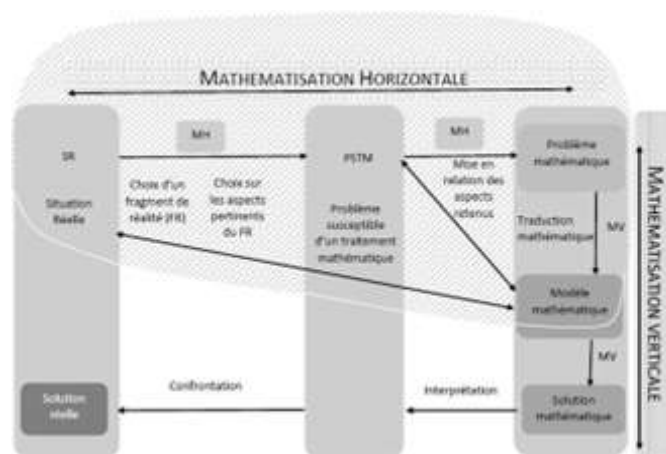 MATHEMATISATION HORIZONTALE
MH
MH
SR
PSTM
Problème
mathématique
Situation
Réelle
Choix d'un
fragment de
réalité (FR)
Choix sur
les aspects
pertinents
du FR
Problème
susceptible
d'un traitement
mathématique
Mise en
relation des
aspects
retenus
Traduction
mathématique
MV
Modèle
mathématique
MV
Confrontation
Interprétation
Solution
réelle
Solution
mathématique
MATHEMATISATION VERTICALE